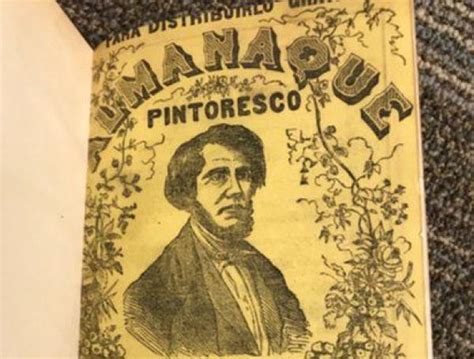 PARA DISTRIBUIRLO
ALMANAQUE
PINTORESCO